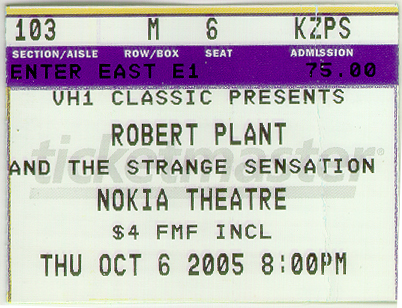 103 M 6 KZPS
SECTION/AISLE ROW/BOX SEAT ADMISSION
ENTER EAST E1 75.00
VH1 CLASSIC PRESENTS
ROBERT PLANT
AND THE STRANGE SENSATION
ticketmaster
NOKIA THEATRE
$4 FMF INCL
THU OCT 6 2005 8:00PM